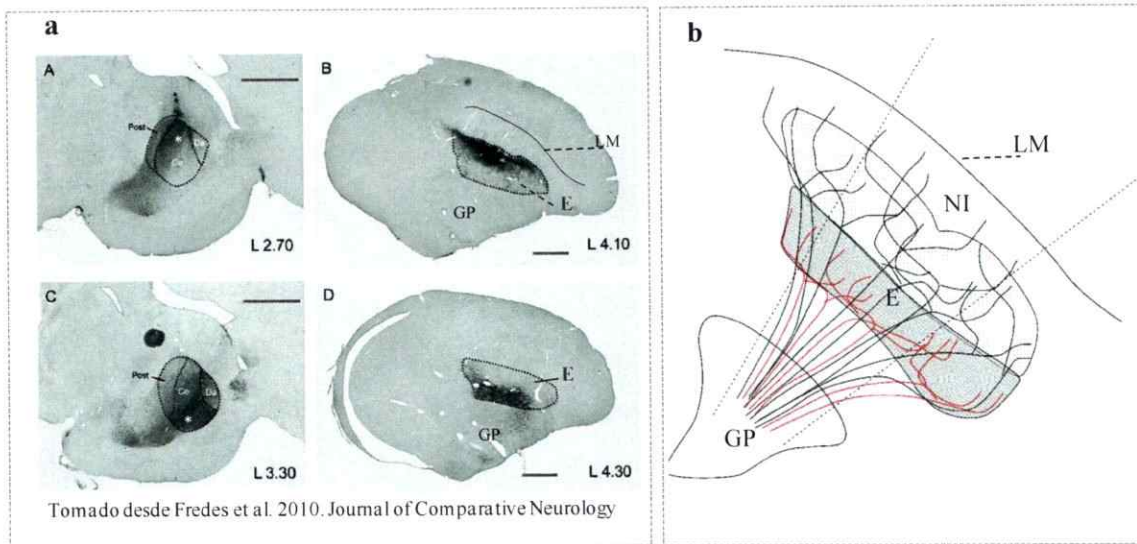 a
A
Post
L 2.70
B
LM
E
GP
L 4.10
C
Post
L 3.30
D
E
GP
L 4.30
Tomado desde Fredes et al. 2010. Journal of Comparative Neurology
b
LM
NI
E
GP